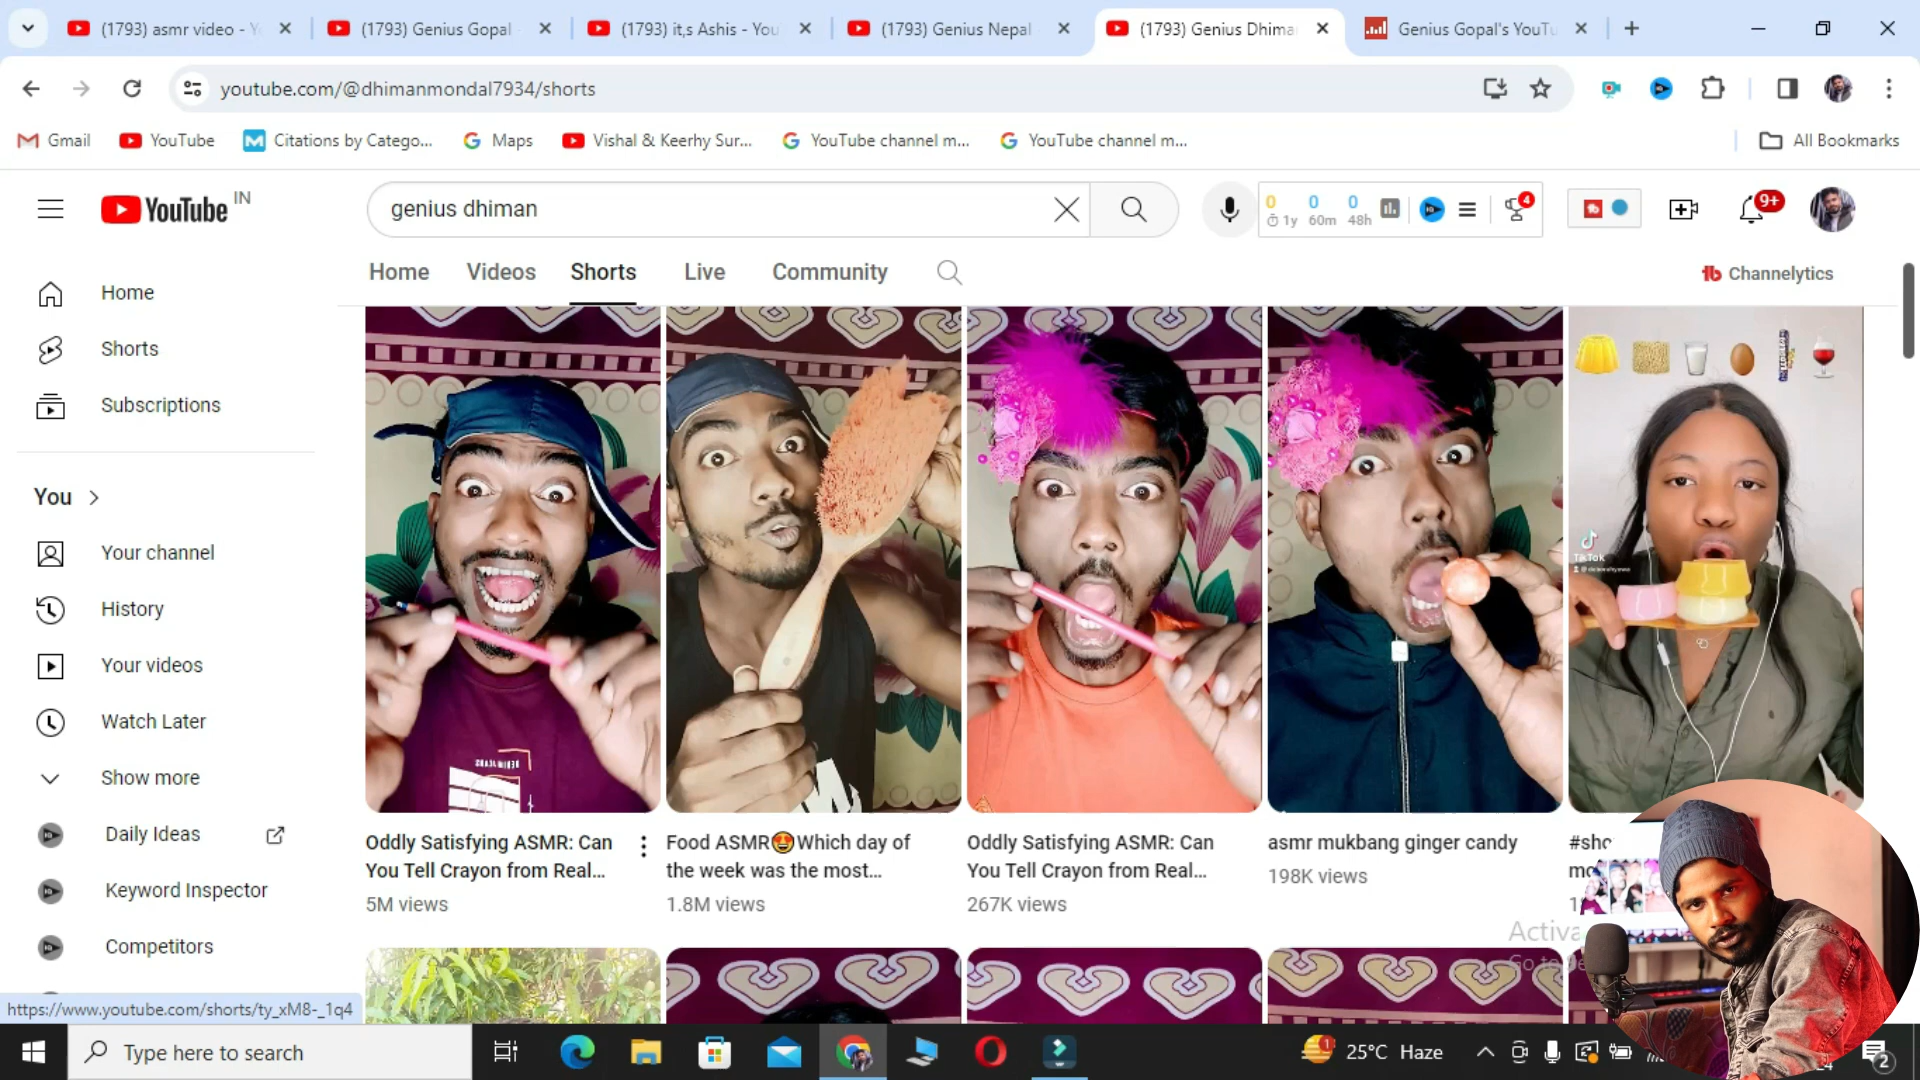 (1793) asmr video - Y
(1793) Genius Gopal
(1793) it,s Ashis - You
(1793) Genius Nepal
(1793) Genius Dhima
Genius Gopal's YouTu
youtube.com/@dhimanmondal7934/shorts
Gmail
YouTube
Citations by Catego...
Maps
Vishal & Keerhy Sur...
YouTube channel m...
YouTube channel m...
All Bookmarks
YouTube IN
genius dhiman
0 0 0
1y 60m 48h
4
9+
Home
Videos
Shorts
Live
Community
Channelytics
Home
Shorts
Subscriptions
You
Your channel
History
Your videos
Watch Later
Show more
Daily Ideas
Keyword Inspector
Competitors
TikTok
Oddly Satisfying ASMR: Can
You Tell Crayon from Real...
5M views
Food ASMR🤩Which day of
the week was the most...
1.8M views
Oddly Satisfying ASMR: Can
You Tell Crayon from Real...
267K views
asmr mukbang ginger candy
198K views
#sho
Activa
https://www.youtube.com/shorts/ty_xM8-_1q4
Type here to search
1
25°C Haze
2